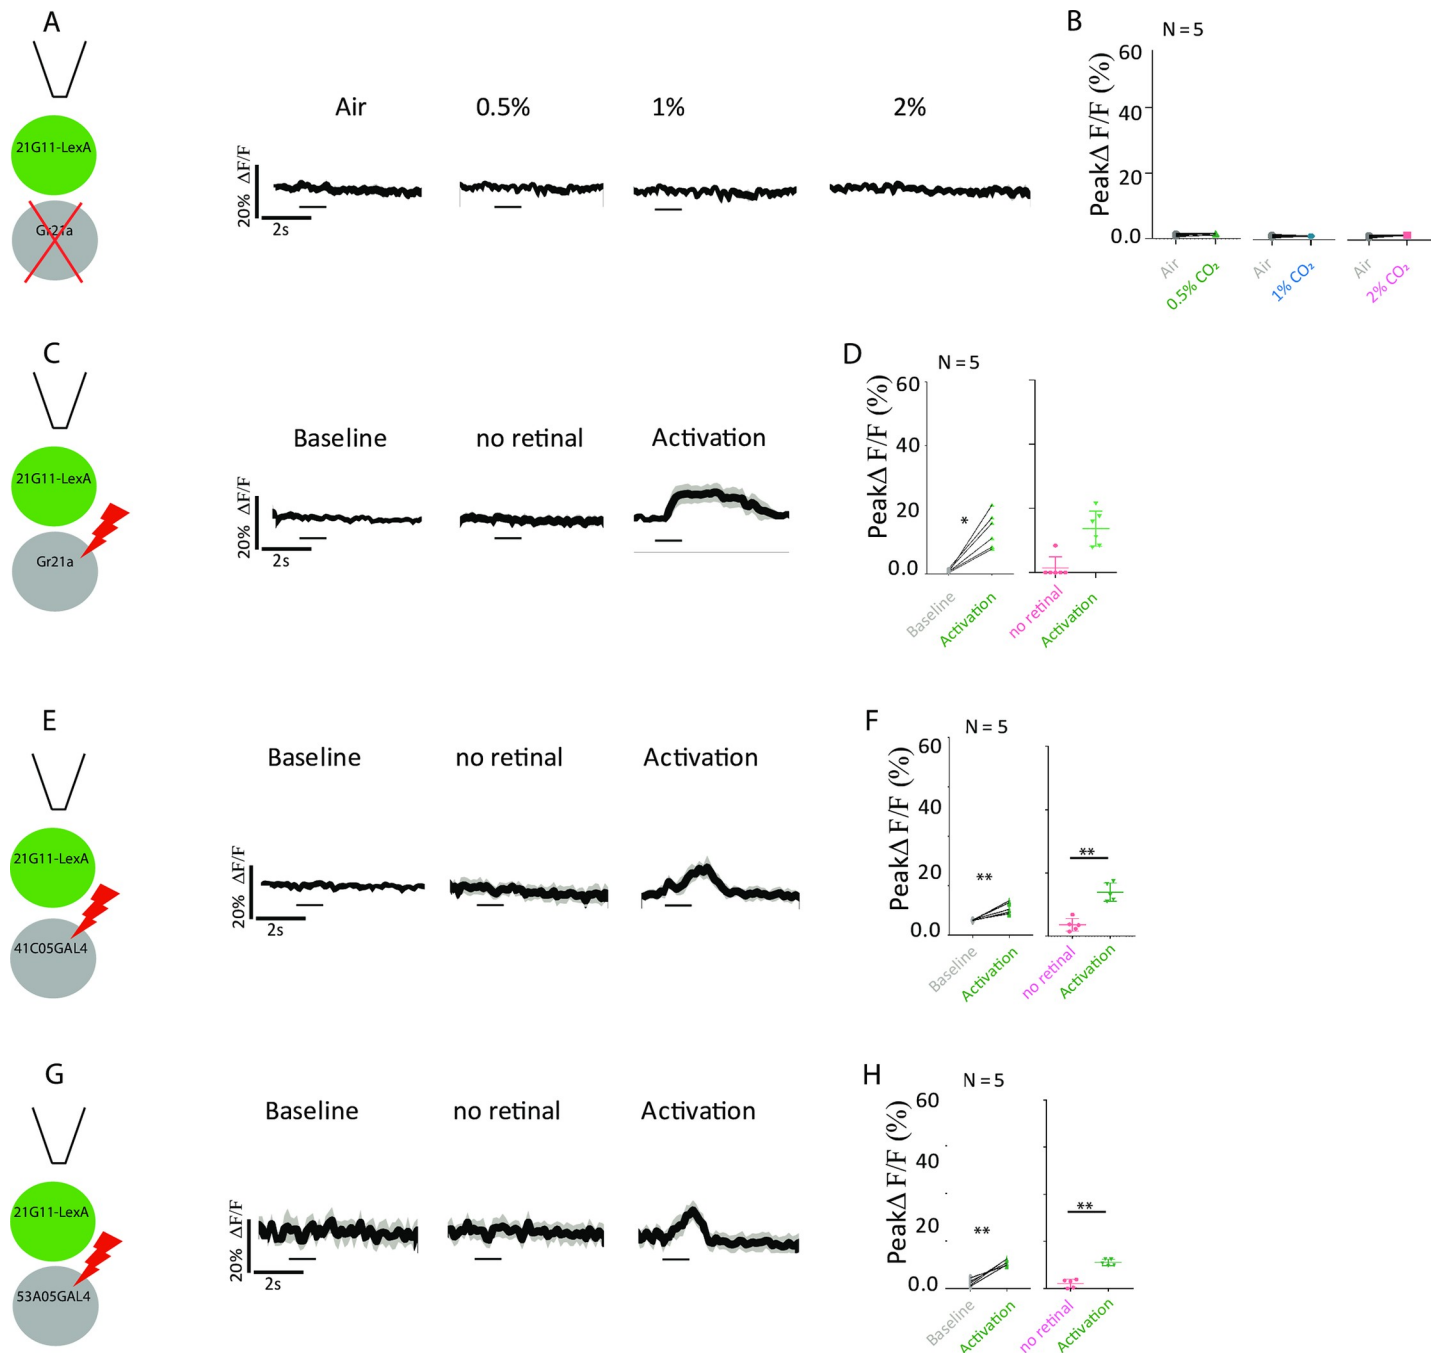 A
21G11-LexA
Gr21a
Air 0.5% 1% 2%
20% ΔF/F
2s
B
N = 5
PeakΔ F/F (%)
60
40
20
0.0
Air 0.5% CO₂ Air 1% CO₂ Air 2% CO₂
C
21G11-LexA
Gr21a
Baseline no retinal Activation
20% ΔF/F
2s
D
N = 5
PeakΔ F/F (%)
60
40
20
0.0
*
Baseline Activation no retinal Activation
E
21G11-LexA
41C05GAL4
Baseline no retinal Activation
20% ΔF/F
2s
F
N = 5
PeakΔ F/F (%)
60
40
20
0.0
** **
Baseline Activation no retinal Activation
G
21G11-LexA
53A05GAL4
Baseline no retinal Activation
20% ΔF/F
2s
H
N = 5
PeakΔ F/F (%)
60
40
20
0.0
** **
Baseline Activation no retinal Activation